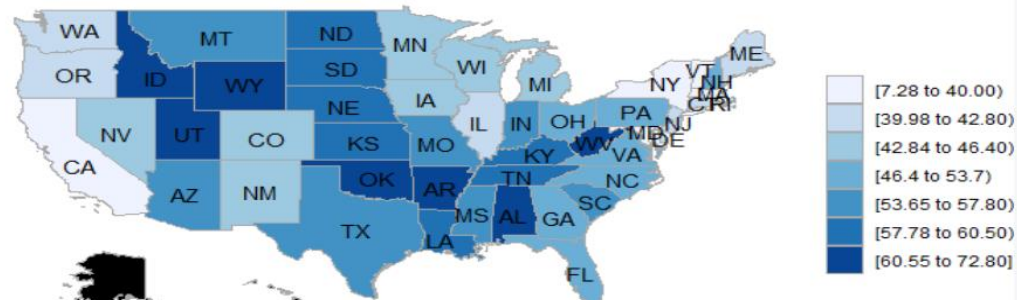 WA
MT
ND
MN
ME
OR
ID
SD
WI
VT
NH
WY
MI
NY
MA
CT
RI
NE
IA
PA
NJ
NV
UT
CO
IL
IN
OH
MD
DE
KS
MO
WV
VA
CA
KY
NC
AZ
NM
OK
AR
TN
SC
TX
MS
AL
GA
LA
FL
[7.28 to 40.00)
[39.98 to 42.80)
[42.84 to 46.40)
[46.4 to 53.7)
[53.65 to 57.80)
[57.78 to 60.50)
[60.55 to 72.80]